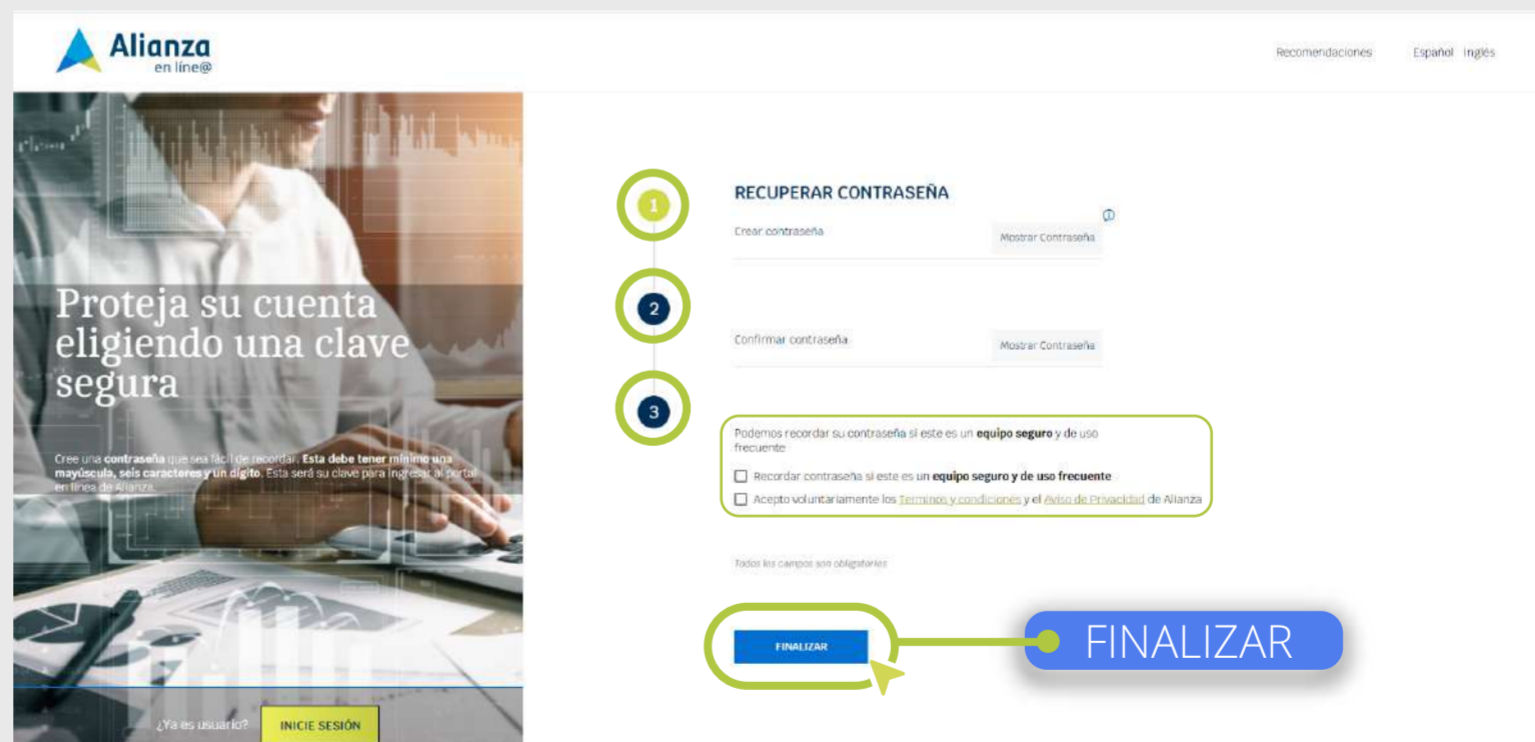 Alianza
en líne@
Recomendaciones
Español Inglés
Proteja su cuenta
eligiendo una clave
segura
Cree una contraseña que sea fácil de recordar. Esta debe tener mínimo una
mayúscula, seis caracteres y un dígito. Esta será su clave para ingresar al portal
en línea de Alianza.
¿Ya es usuario?
INICIE SESIÓN
1
2
3
RECUPERAR CONTRASEÑA
Crear contraseña
Mostrar Contraseña
Confirmar contraseña
Mostrar Contraseña
Podemos recordar su contraseña si este es un equipo seguro y de uso
frecuente
Recordar contraseña si este es un equipo seguro y de uso frecuente
Acepto voluntariamente los Terminos y condiciones y el Aviso de Privacidad de Alianza
Todos los campos son obligatorios
FINALIZAR
FINALIZAR